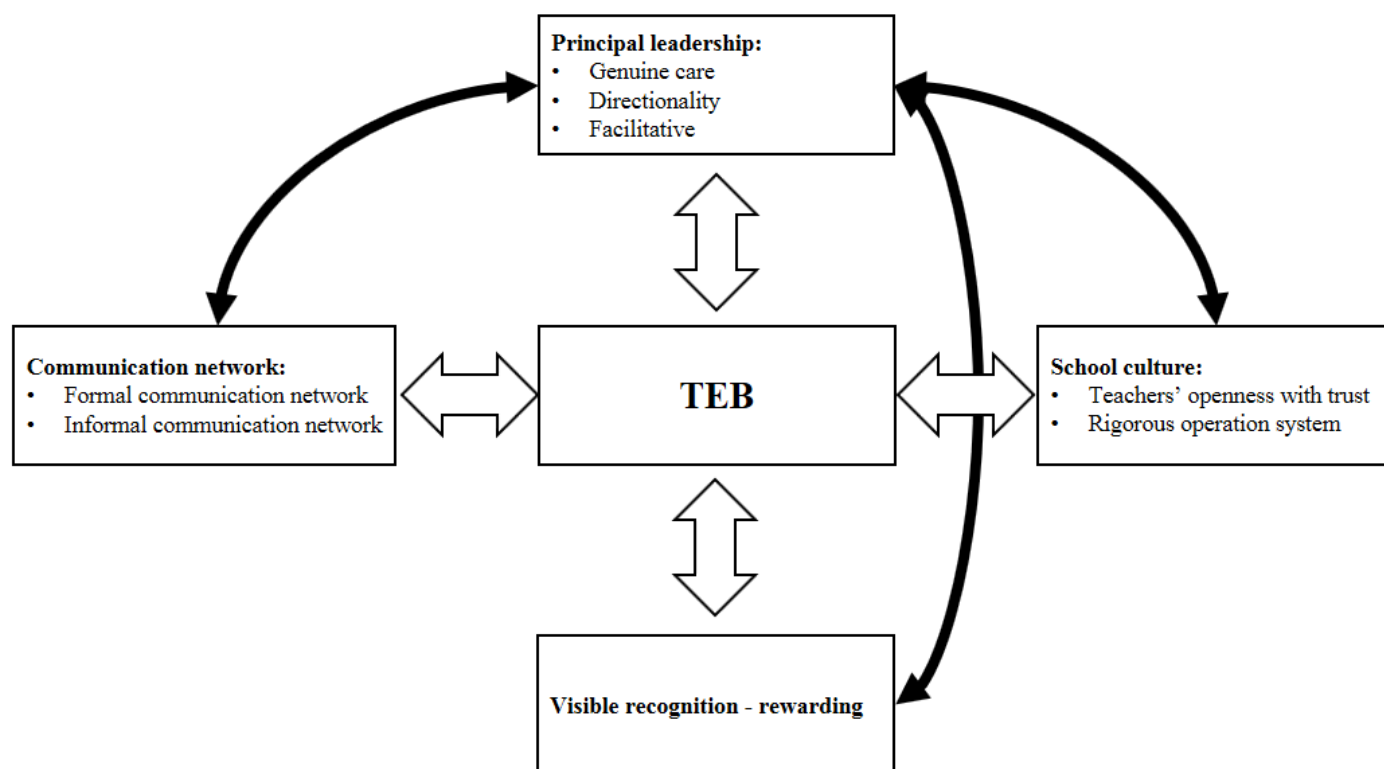 Principal leadership:
• Genuine care
• Directionality
• Facilitative
Communication network:
• Formal communication network
• Informal communication network
TEB
School culture:
• Teachers’ openness with trust
• Rigorous operation system
Visible recognition - rewarding